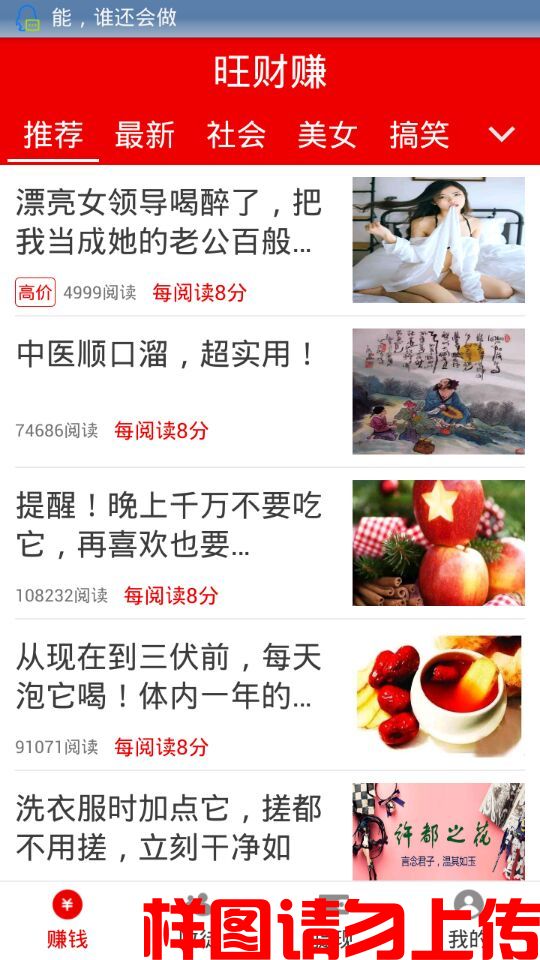 能，谁还会做
旺财赚
推荐 最新 社会 美女 搞笑
漂亮女领导喝醉了，把
我当成她的老公百般...
高价 4999阅读 每阅读8分
中医顺口溜，超实用！
74686阅读 每阅读8分
提醒！晚上千万不要吃
它，再喜欢也要...
108232阅读 每阅读8分
从现在到三伏前，每天
泡它喝！体内一年的...
91071阅读 每阅读8分
洗衣服时加点它，搓都
不用搓，立刻干净如
许都之花
言念君子，温其如玉
赚钱 我的
样图请勿上传